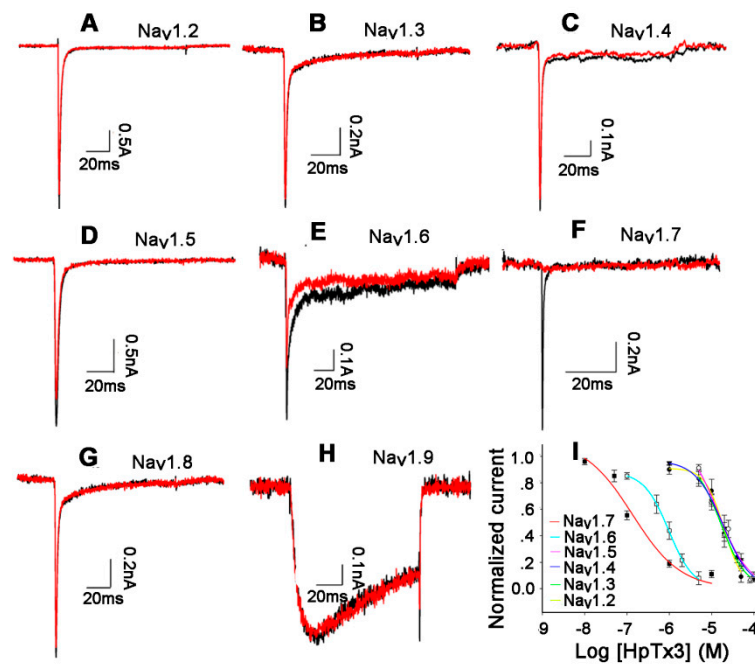 A
Nav1.2
0.5A
20ms
B
Nav1.3
0.2nA
20ms
C
Nav1.4
0.1nA
20ms
D
Nav1.5
0.5nA
20ms
E
Nav1.6
0.1A
20ms
F
Nav1.7
0.2nA
20ms
G
Nav1.8
0.2nA
20ms
H
Nav1.9
0.1nA
20ms
I
Normalized current
1.0
.8
.6
.4
.2
0.0
Nav1.7
Nav1.6
Nav1.5
Nav1.4
Nav1.3
Nav1.2
9 -8 -7 -6 -5 -4
Log [HpTx3] (M)